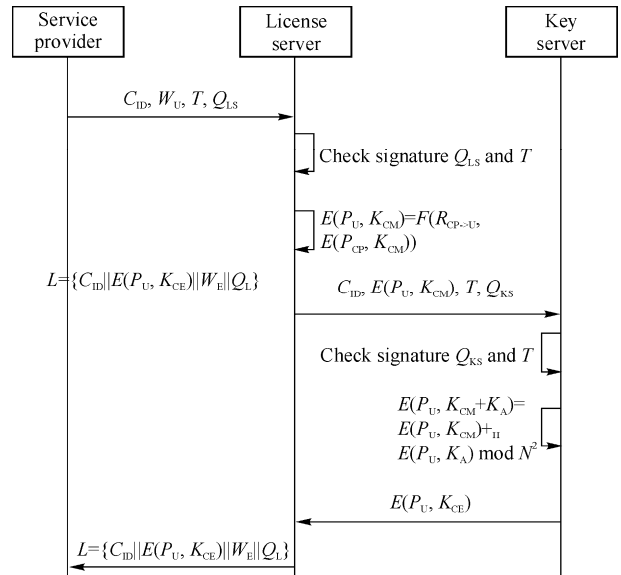 Service provider
License server
Key server
C_ID, W_U, T, Q_LS
Check signature Q_LS and T
E(P_U, K_CM)=F(R_CP->U,
E(P_CP, K_CM))
L={C_ID||E(P_U, K_CE)||W_E||Q_L}
C_ID, E(P_U, K_CM), T, Q_KS
Check signature Q_KS and T
E(P_U, K_CM+K_A)=
E(P_U, K_CM)+_H
E(P_U, K_A) mod N^2
E(P_U, K_CE)
L={C_ID||E(P_U, K_CE)||W_E||Q_L}